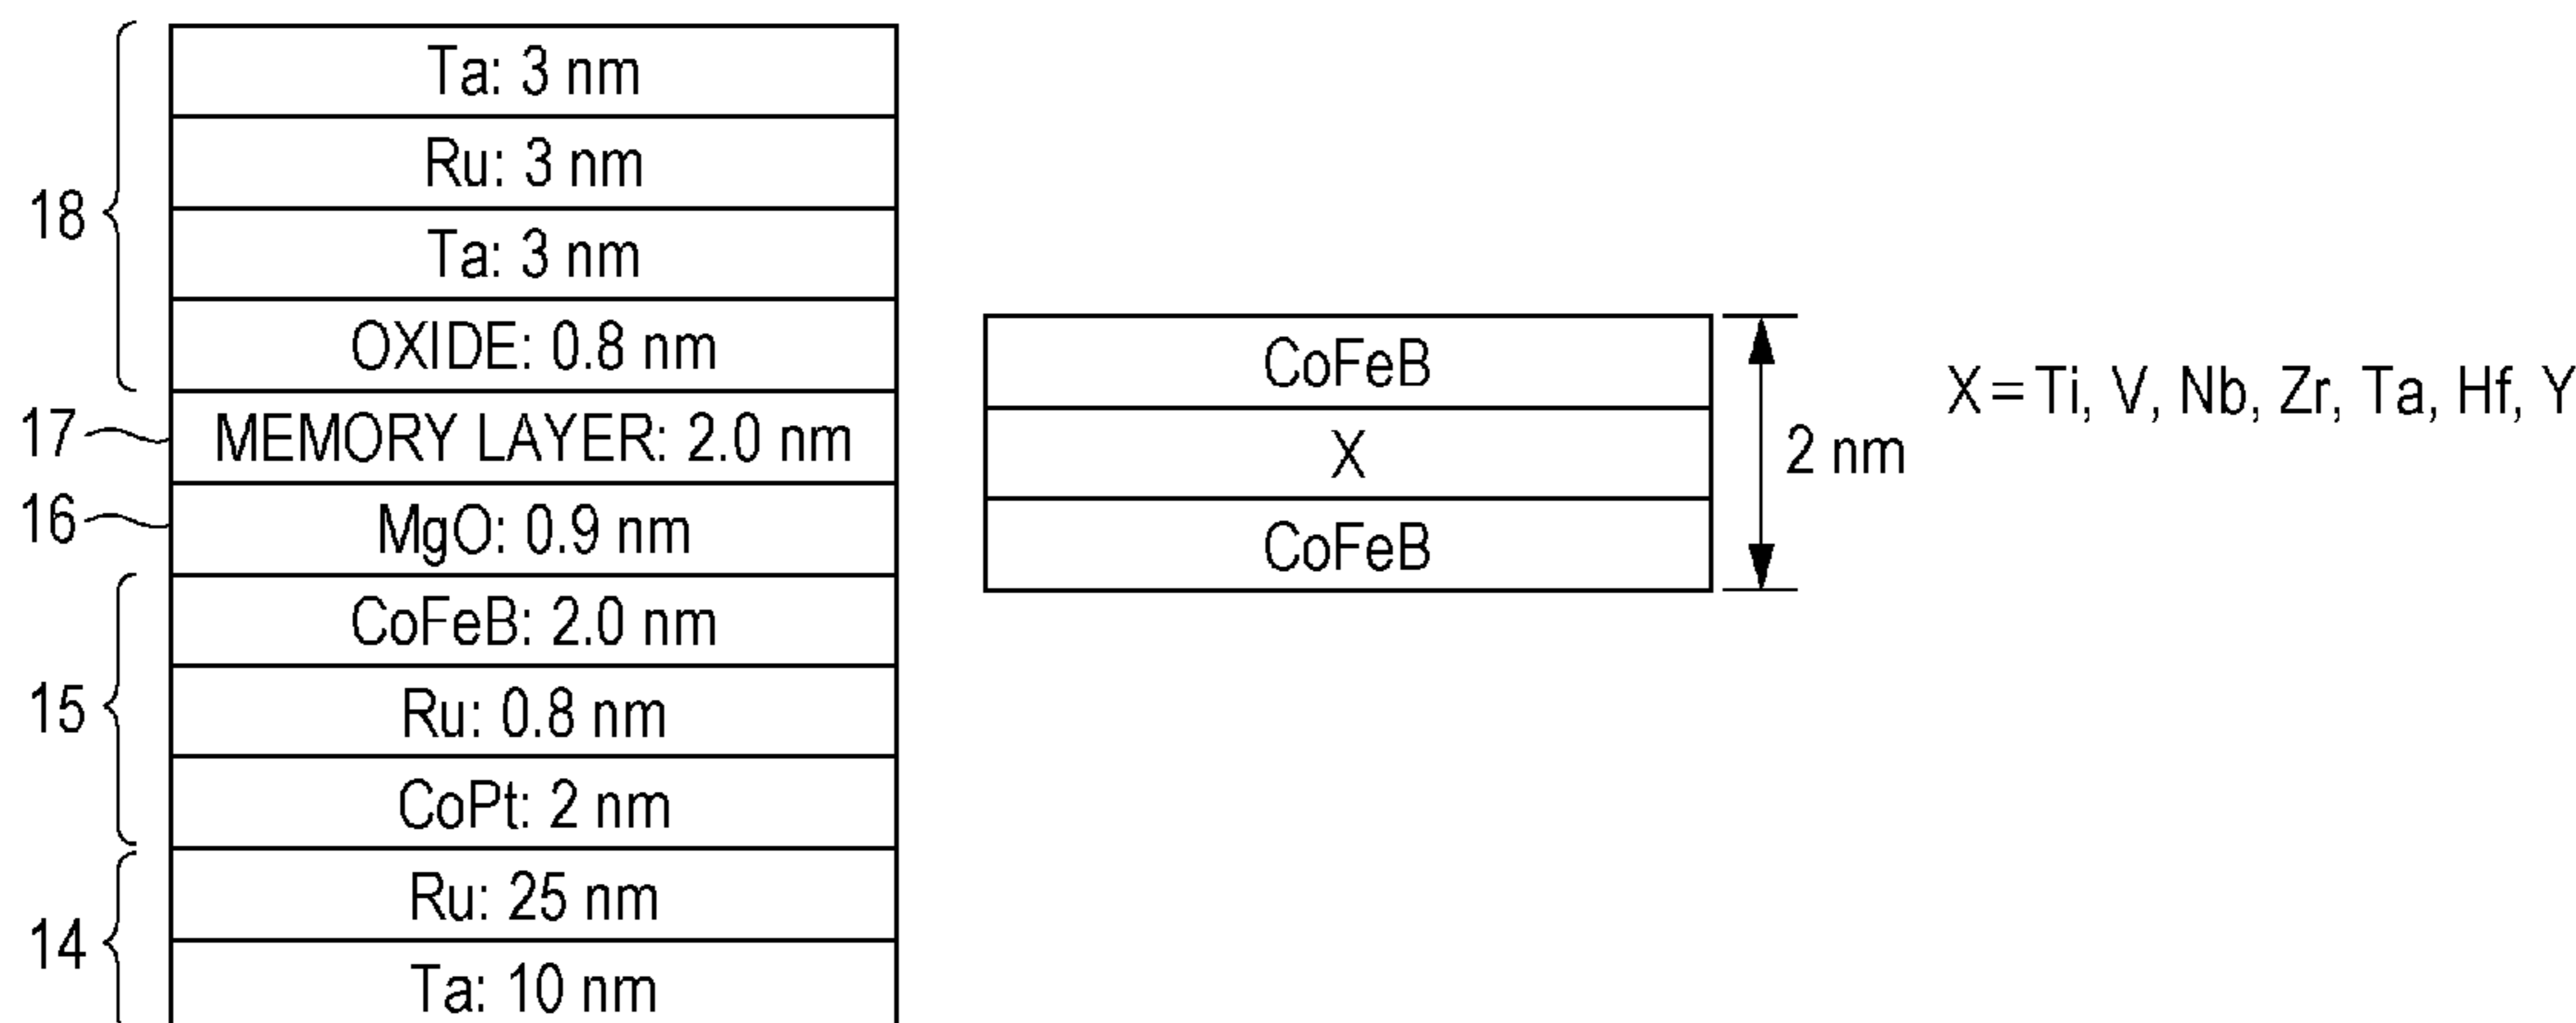 18
Ta: 3 nm
Ru: 3 nm
Ta: 3 nm
OXIDE: 0.8 nm
17
MEMORY LAYER: 2.0 nm
16
MgO: 0.9 nm
15
CoFeB: 2.0 nm
Ru: 0.8 nm
CoPt: 2 nm
14
Ru: 25 nm
Ta: 10 nm
CoFeB
X
CoFeB
2 nm
X=Ti, V, Nb, Zr, Ta, Hf, Y